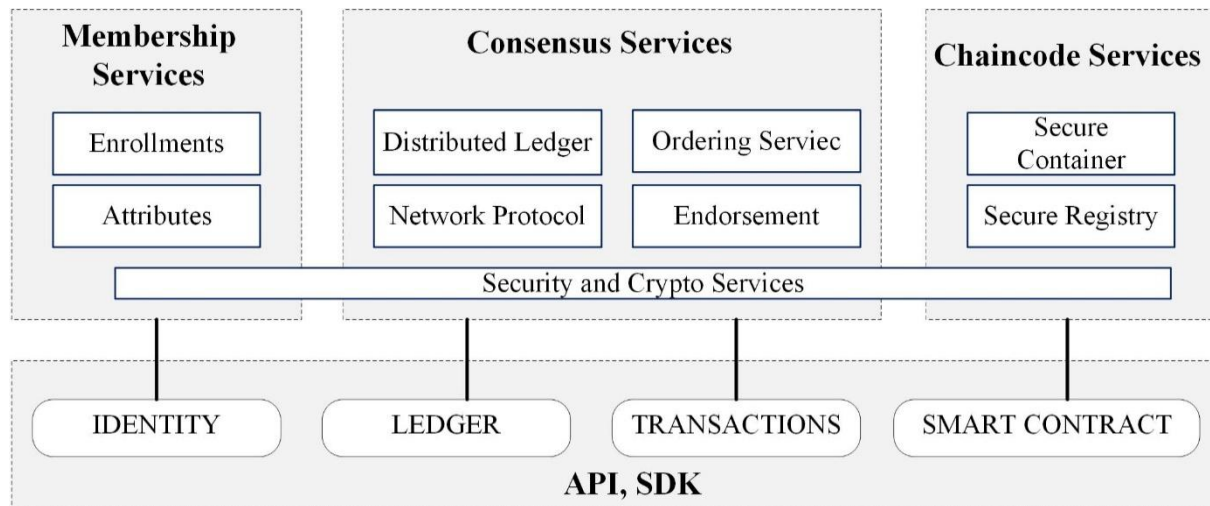 Membership
Services
Consensus Services
Chaincode Services
Enrollments
Attributes
Distributed Ledger
Ordering Serviec
Network Protocol
Endorsement
Secure
Container
Secure Registry
Security and Crypto Services
IDENTITY
LEDGER
TRANSACTIONS
SMART CONTRACT
API, SDK